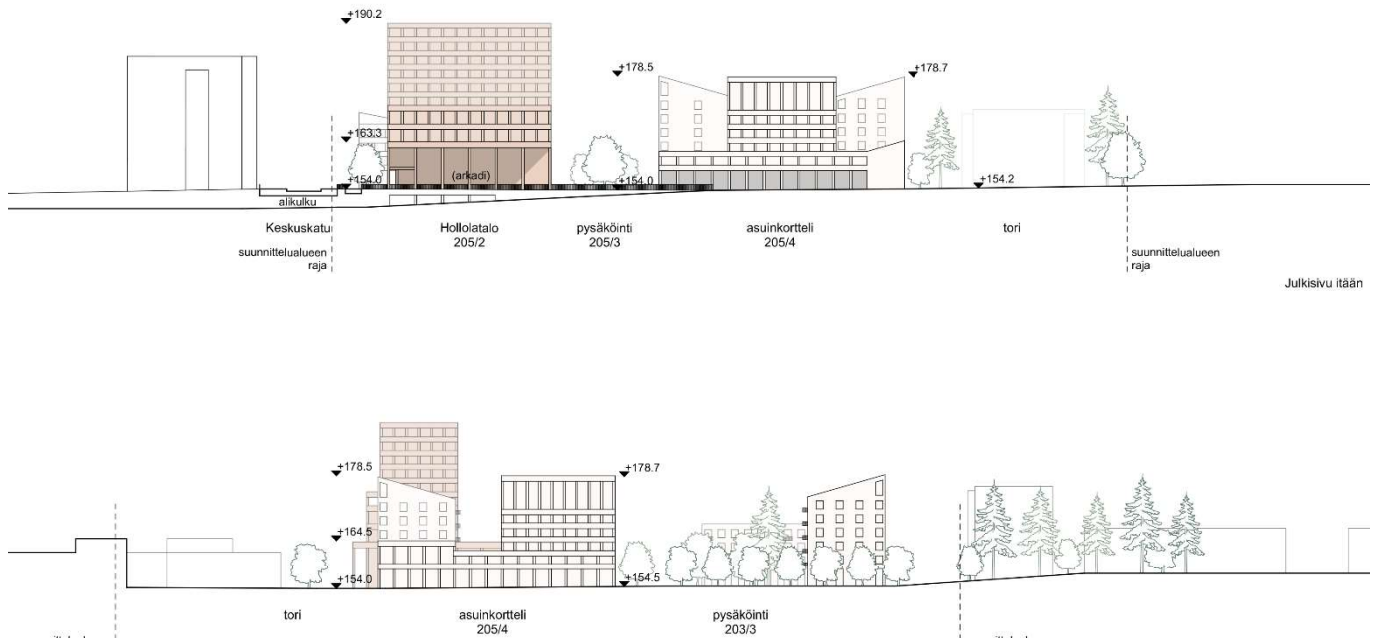 +190.2
+178.5
+178.7
+163.3
+154.0
(arkadi)
+154.0
+154.2
alikulku
Keskuskatu
Hollolatalo
205/2
pysäköinti
205/3
asuinkortteli
205/4
tori
suunnittelualueen
raja
suunnittelualueen
raja
Julkisivu itään
+178.5
+178.7
+164.5
+154.0
+154.5
tori
asuinkortteli
205/4
pysäköinti
203/3